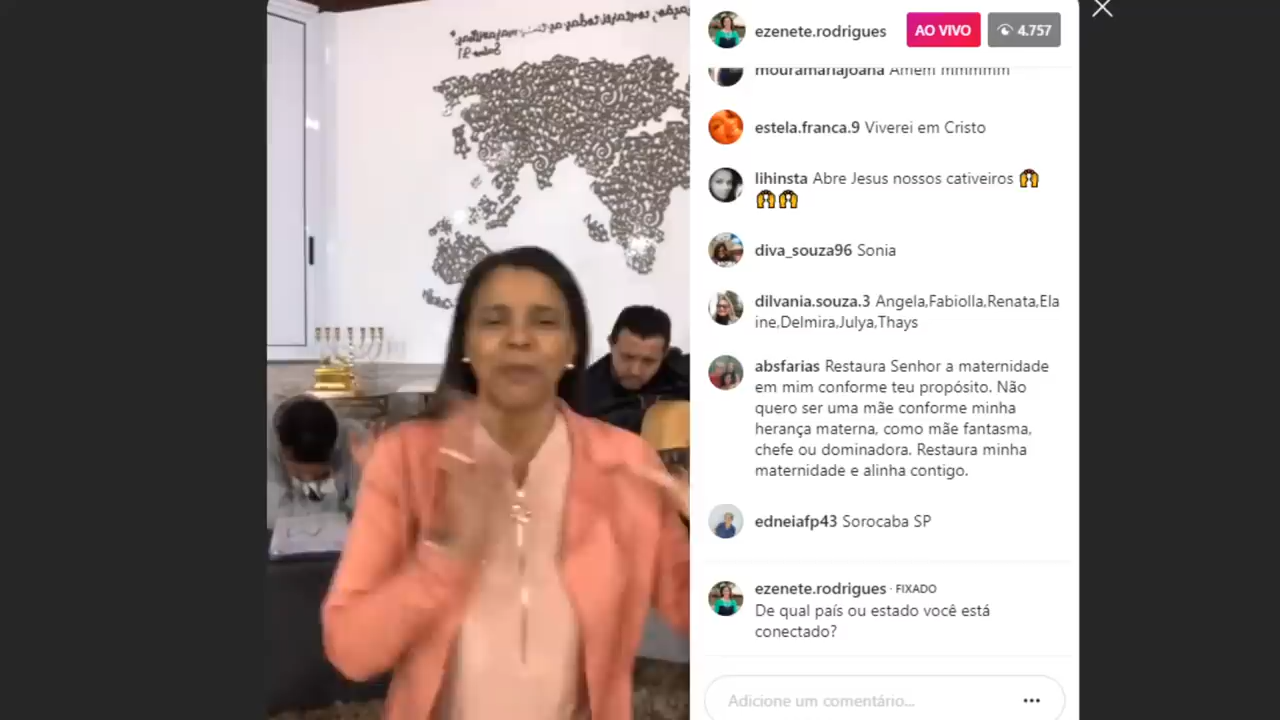 ezenete.rodrigues AO VIVO 4.757
mouramariajoana Amém mmmmmm
estela.franca.9 Viverei em Cristo
lihinsta Abre Jesus nossos cativeiros 🙌
🙌🙌
diva_souza96 Sonia
dilvania.souza.3 Angela,Fabiolla,Renata,Ela
ine,Delmira,Julya,Thays
absfarias Restaura Senhor a maternidade
em mim conforme teu propósito. Não
quero ser uma mãe conforme minha
herança materna, como mãe fantasma,
chefe ou dominadora. Restaura minha
maternidade e alinha contigo.
edneiafp43 Sorocaba SP
ezenete.rodrigues · FIXADO
De qual país ou estado você está
conectado?
Adicione um comentário...